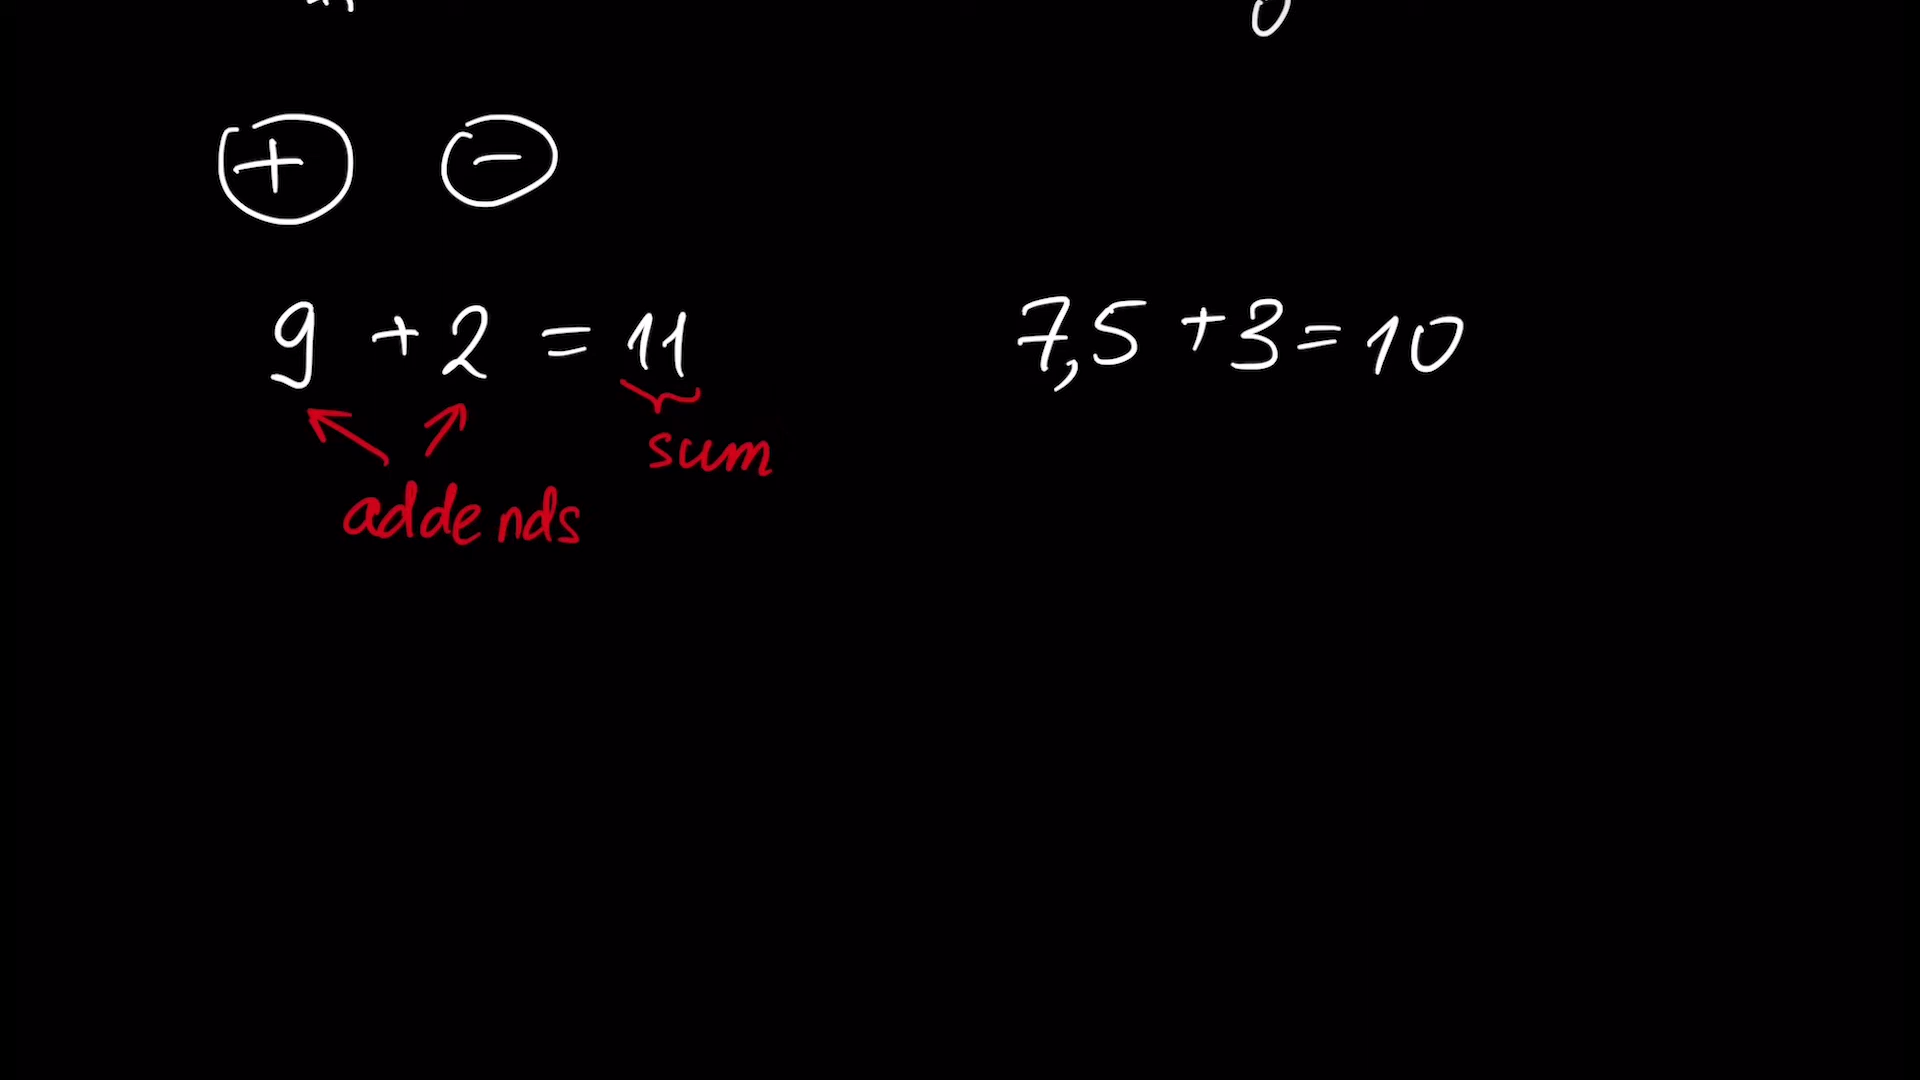 + −
9 + 2 = 11
7,5 + 3 = 10
sum
addends